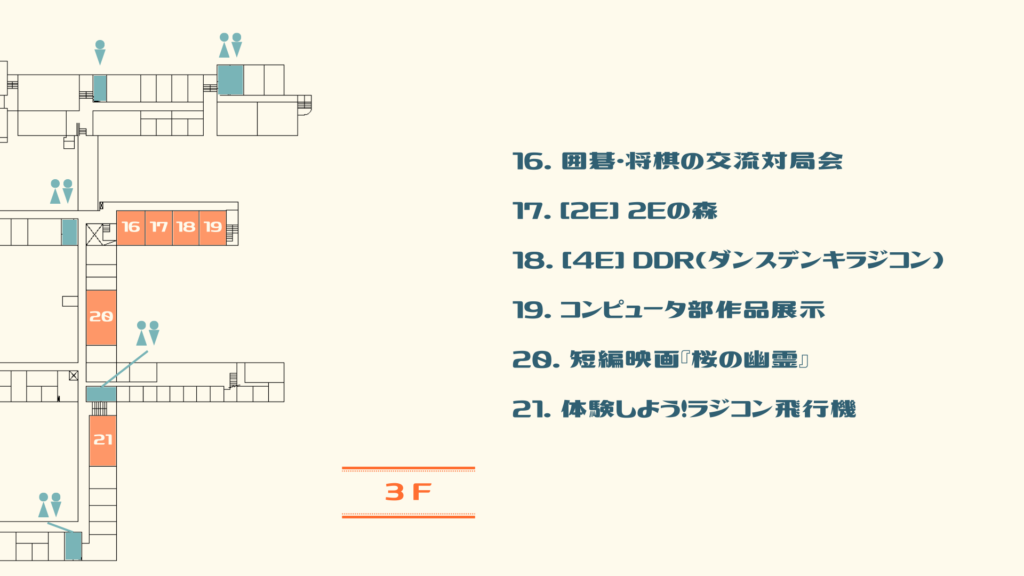 16. 囲碁・将棋の交流対局会
17. [2E] 2Eの森
18. [4E] DDR(ダンスデンキラジコン)
19. コンピュータ部作品展示
20. 短編映画『桜の幽霊』
21. 体験しよう!ラジコン飛行機
16 17 18 19
20
21
3F